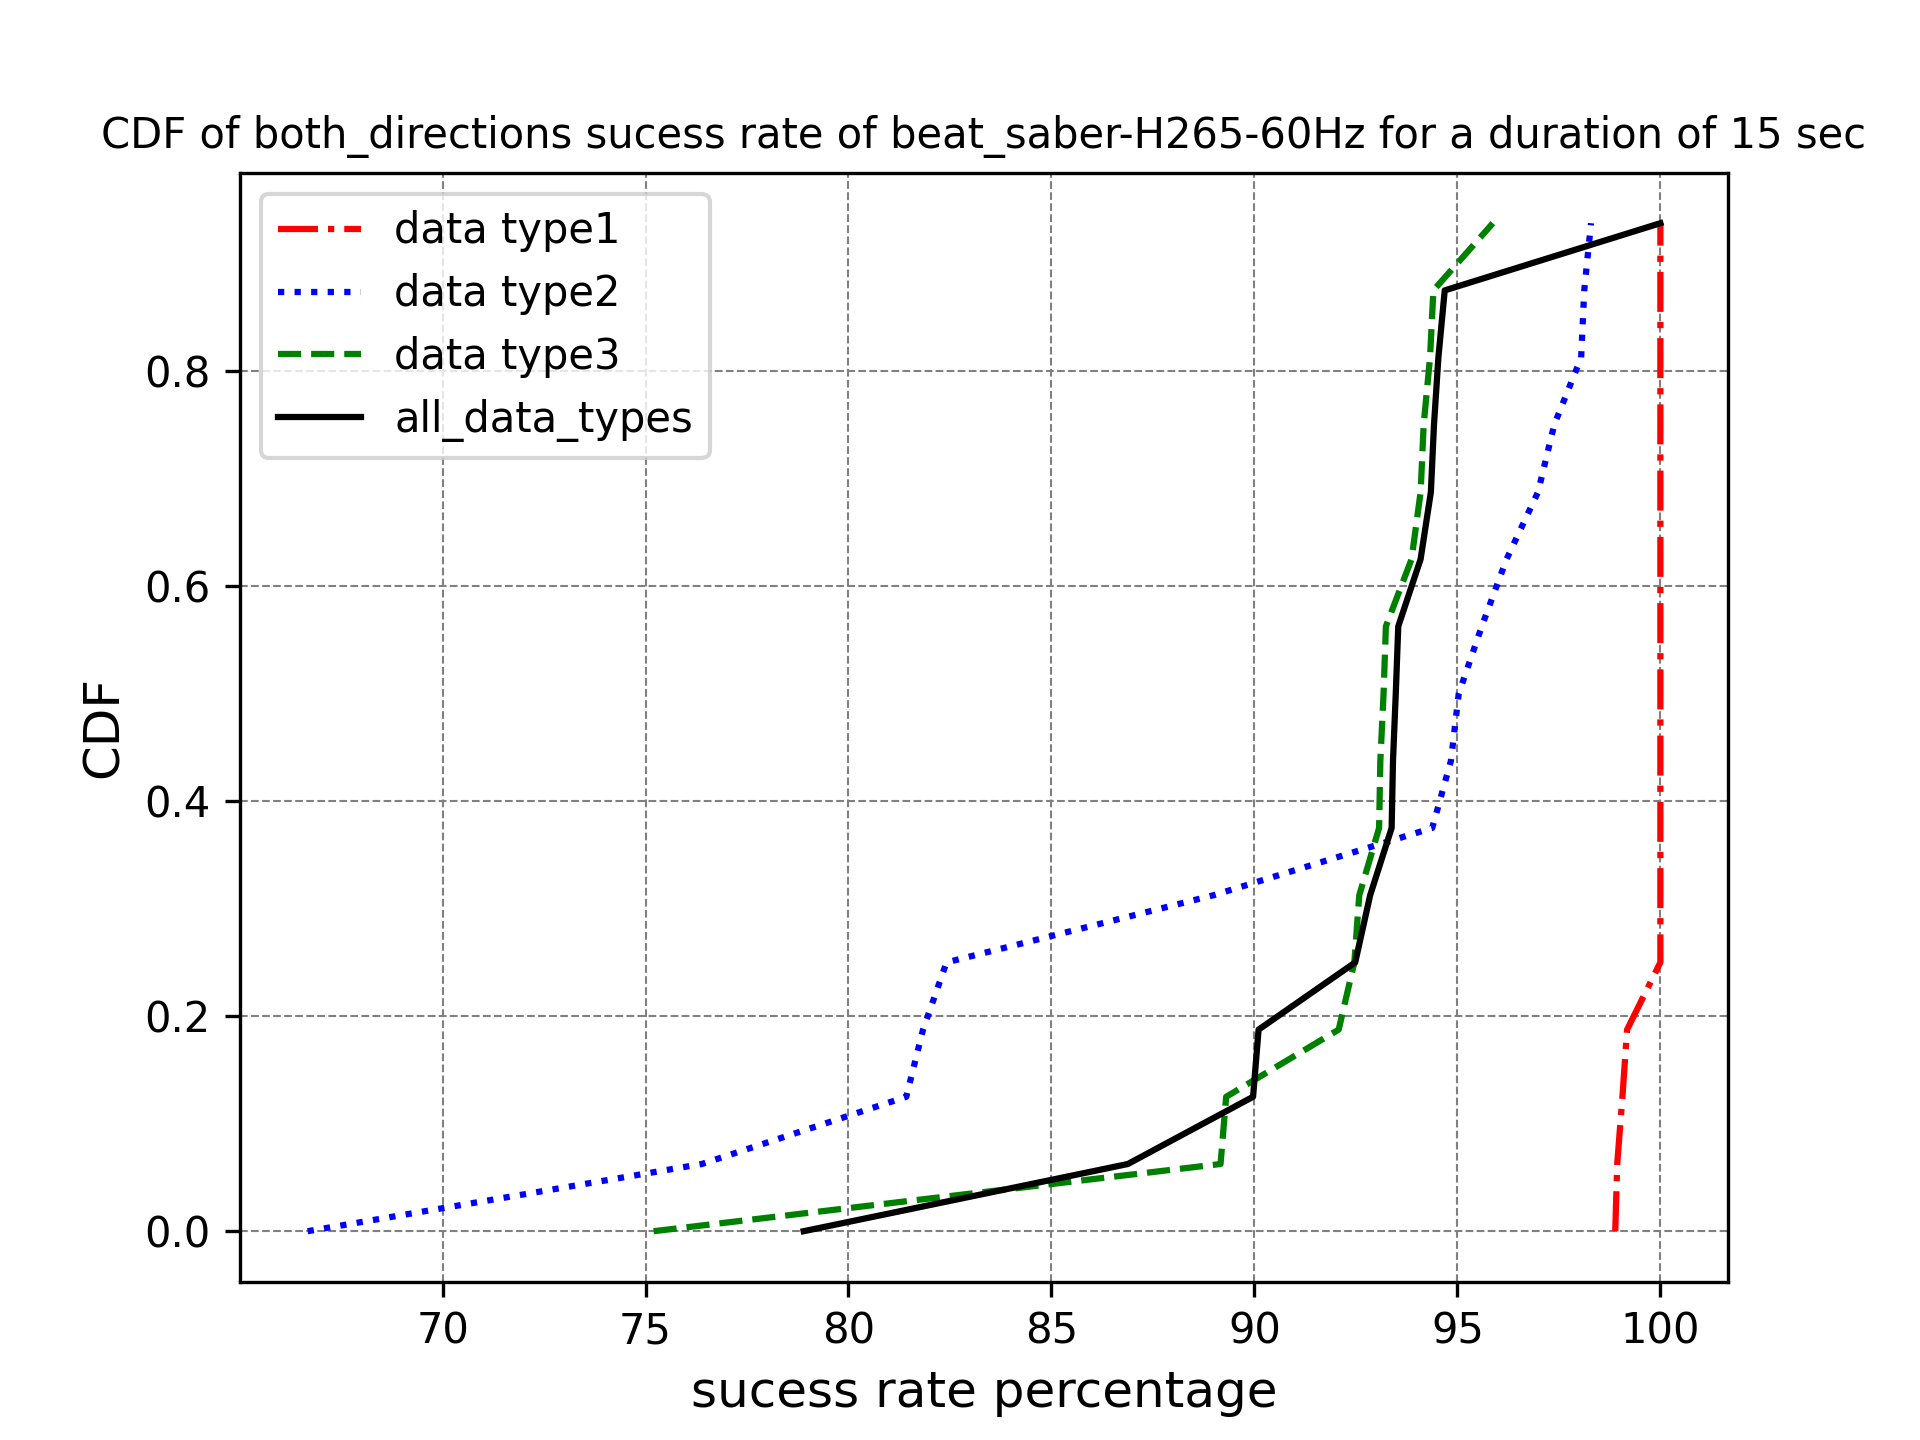 CDF of both_directions sucess rate of beat_saber-H265-60Hz for a duration of 15 sec
data type1
data type2
data type3
all_data_types
CDF
0.8
0.6
0.4
0.2
0.0
70 75 80 85 90 95 100
sucess rate percentage